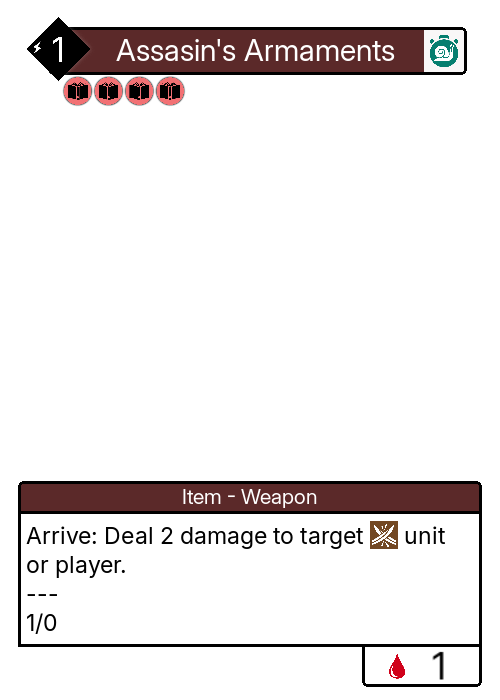 1
Assasin's Armaments
Item - Weapon
Arrive: Deal 2 damage to target unit
or player.
---
1/0
1